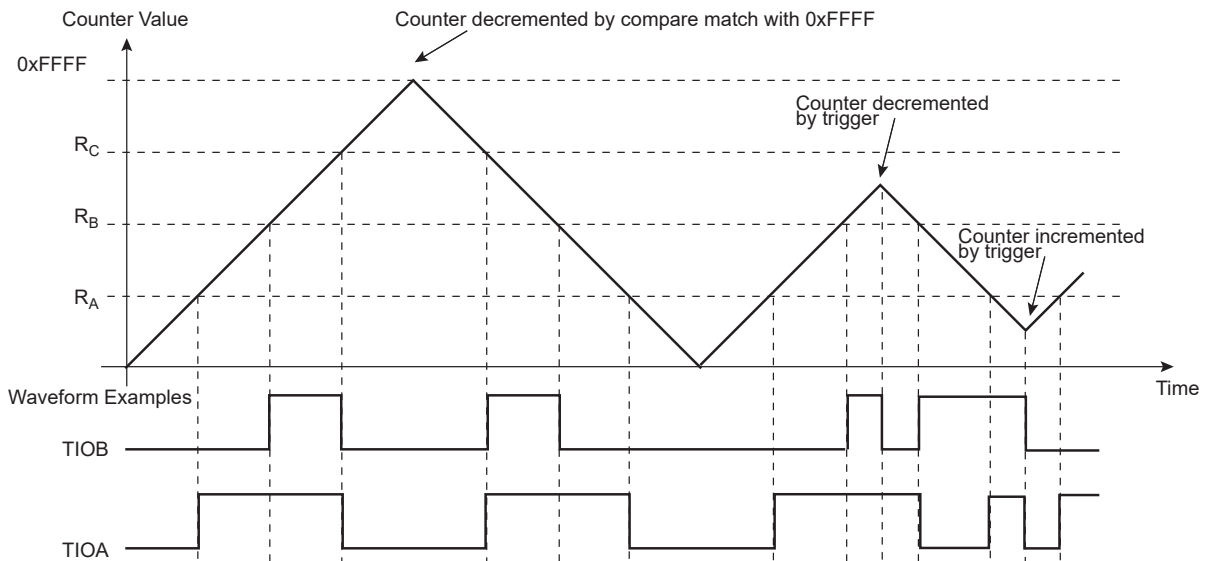 Counter Value
Counter decremented by compare match with 0xFFFF
0xFFFF
Counter decremented
by trigger
RC
RB
Counter incremented
by trigger
RA
Waveform Examples
Time
TIOB
TIOA